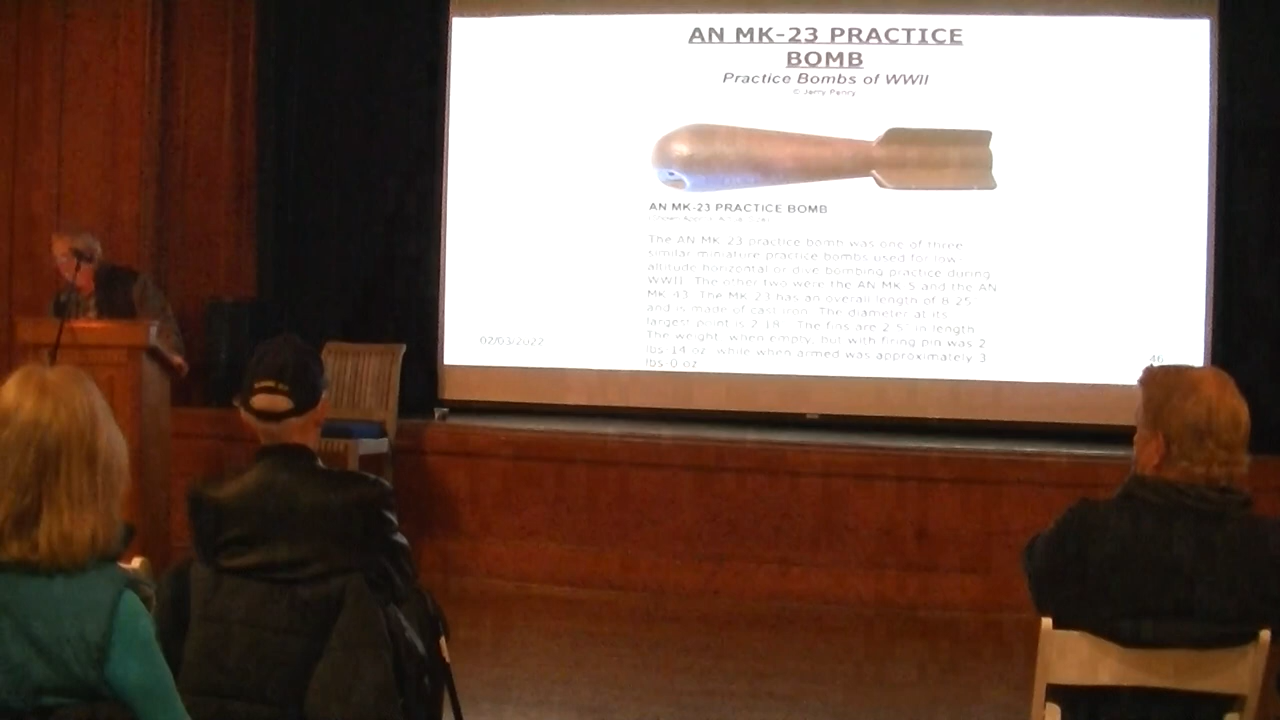 AN MK-23 PRACTICE
BOMB
Practice Bombs of WWII
© Jerry Penry
AN MK-23 PRACTICE BOMB
The AN MK 23 practice bomb was one of three
similar miniature practice bombs used for low-
altitude horizontal or dive bombing practice during
WWII. The other two were the AN MK 5 and the AN
MK 43. The MK 23 has an overall length of 8.25
and is made of cast iron. The diameter at its
largest point is 2.18. The fins are 2.5" in length.
The weight, when empty, but with firing pin was 2
lbs 14 oz while when armed was approximately 3
lbs 0 oz
02/03/2022
46